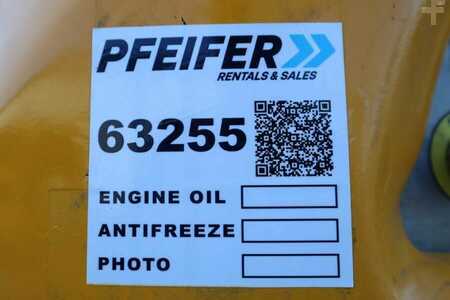 PFEIFER
RENTALS & SALES
63255
ENGINE OIL
ANTIFREEZE
PHOTO